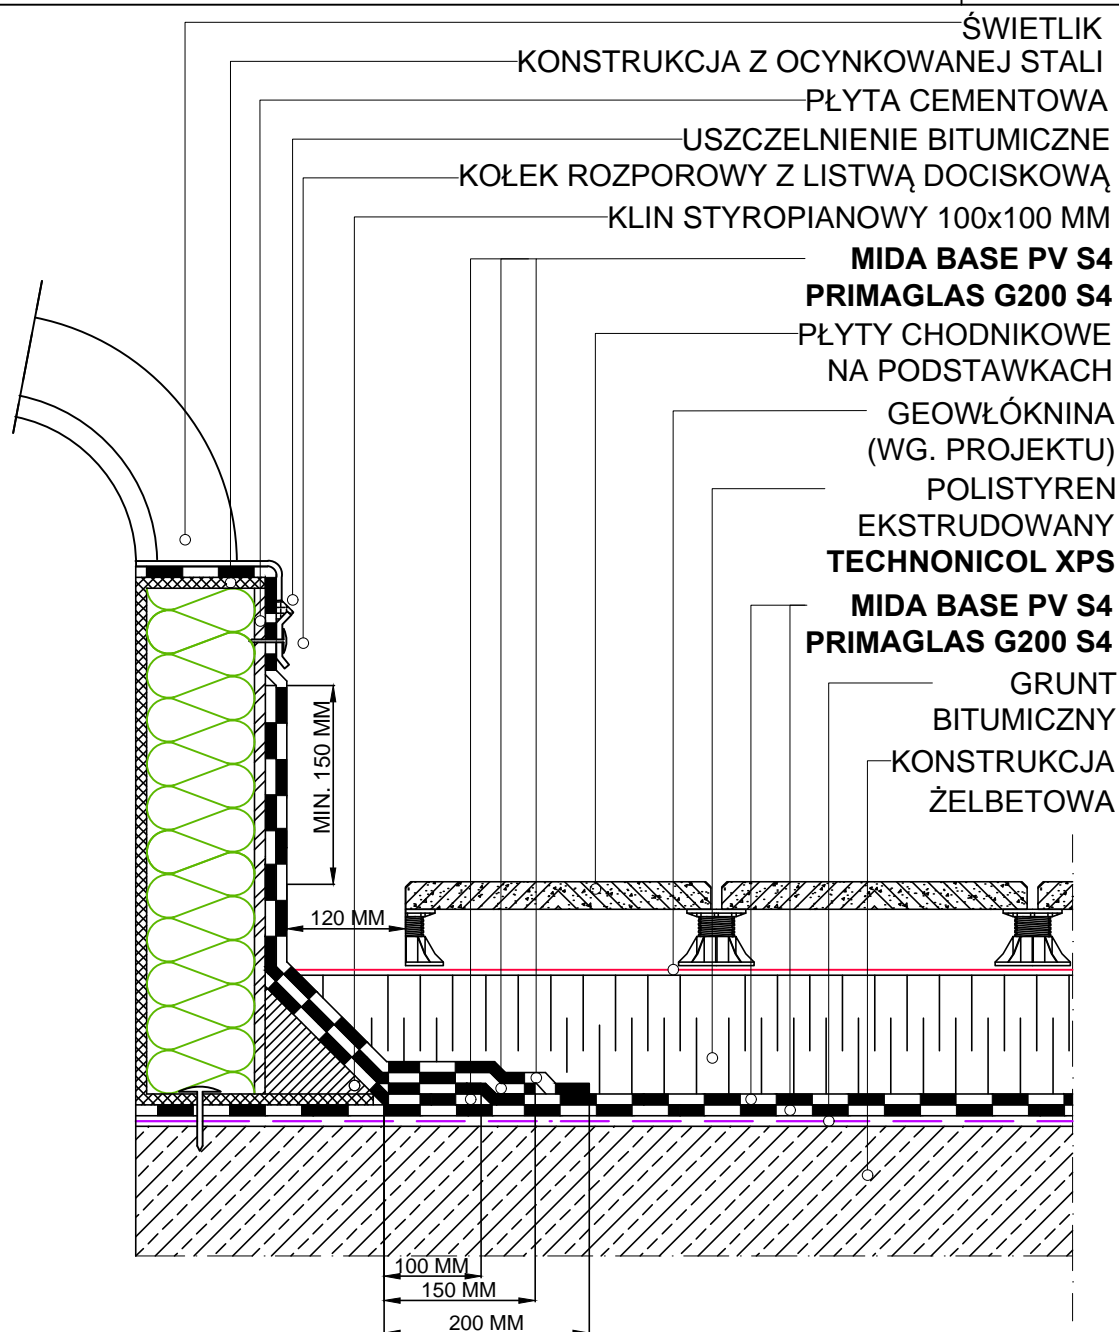 ŚWIETLIK
KONSTRUKCJA Z OCYNKOWANEJ STALI
PŁYTA CEMENTOWA
USZCZELNIENIE BITUMICZNE
KOŁEK ROZPOROWY Z LISTWĄ DOCISKOWĄ
KLIN STYROPIANOWY 100x100 MM
MIDA BASE PV S4
PRIMAGLAS G200 S4
PŁYTY CHODNIKOWE
NA PODSTAWKACH
GEOWŁÓKNINA
(WG. PROJEKTU)
POLISTYREN
EKSTRUDOWANY
TECHNONICOL XPS
MIDA BASE PV S4
PRIMAGLAS G200 S4
GRUNT
BITUMICZNY
KONSTRUKCJA
ŻELBETOWA
MIN. 150 MM
120 MM
100 MM
150 MM
200 MM